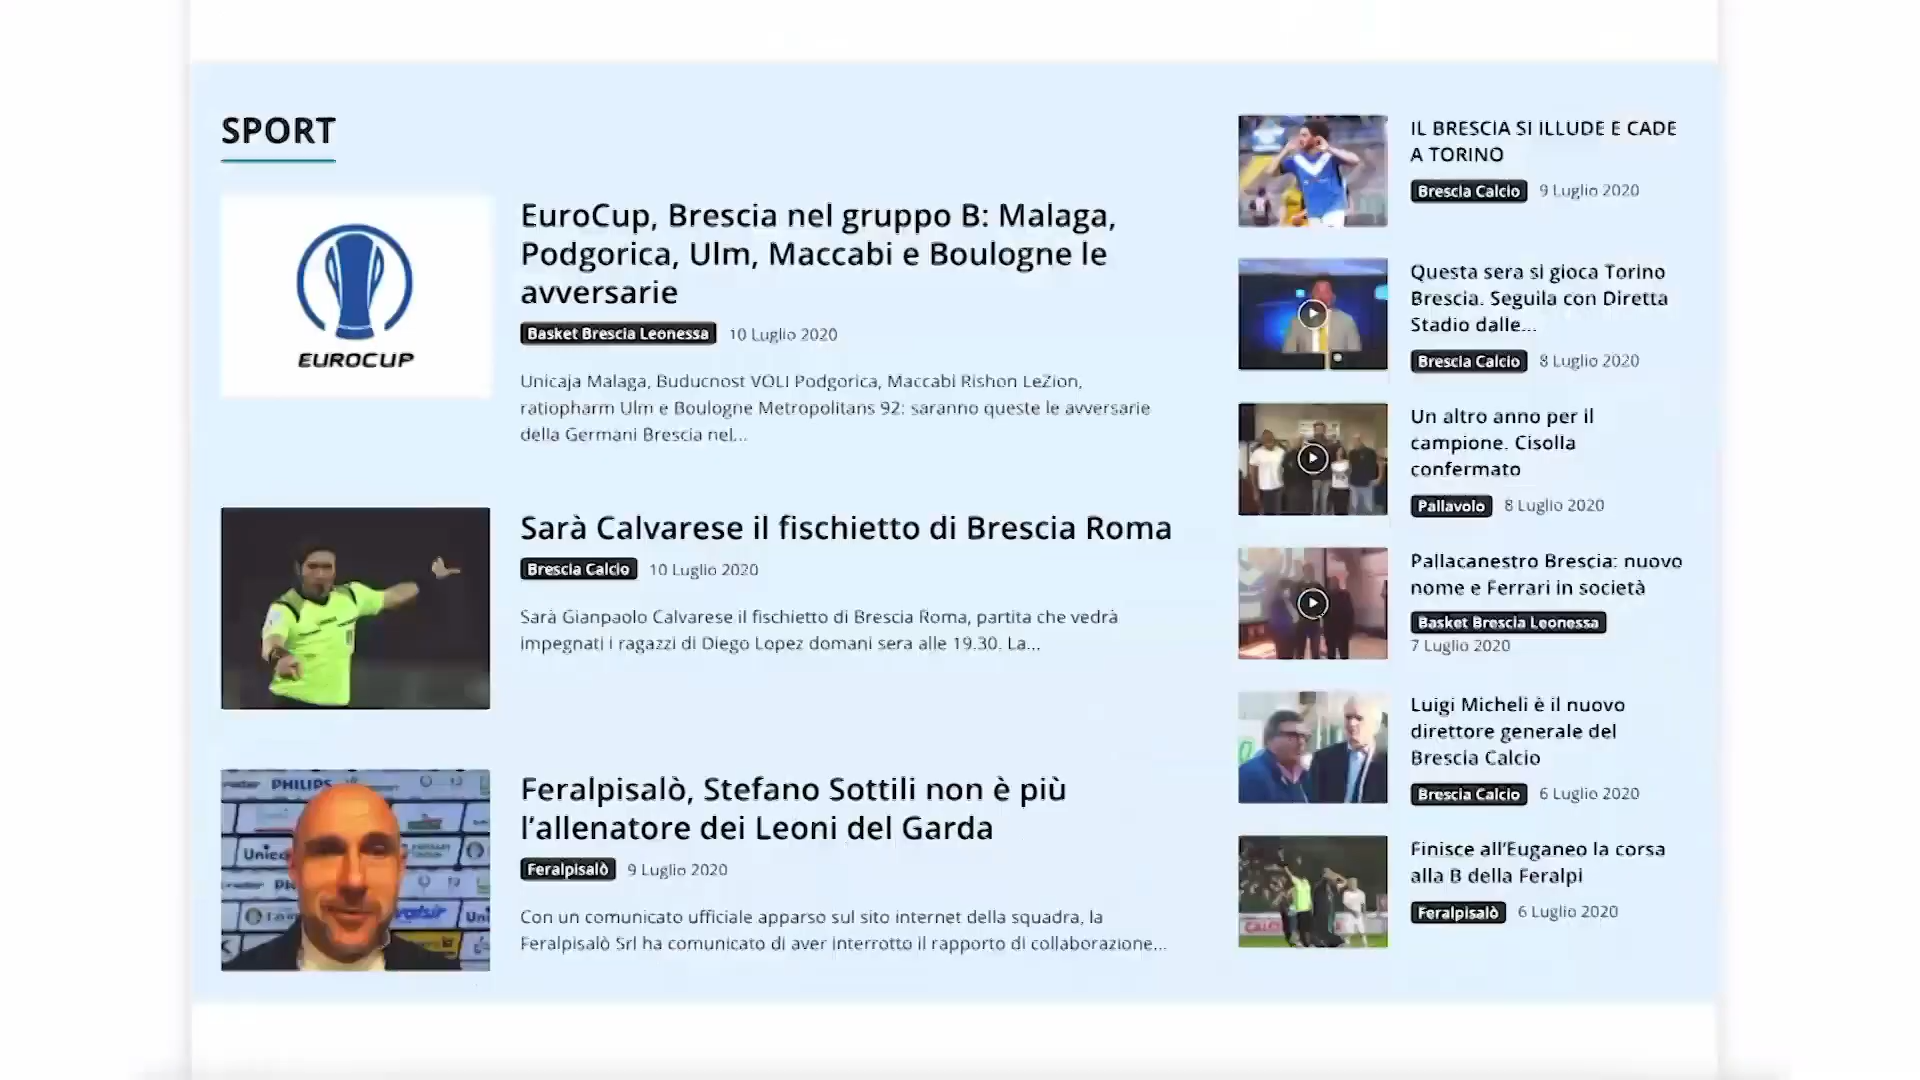 SPORT
EUROCUP
EuroCup, Brescia nel gruppo B: Malaga,
Podgorica, Ulm, Maccabi e Boulogne le
avversarie
Basket Brescia Leonessa 10 Luglio 2020
Unicaja Malaga, Buducnost VOLI Podgorica, Maccabi Rishon LeZion,
ratiopharm Ulm e Boulogne Metropolitans 92: saranno queste le avversarie
della Germani Brescia nel...
Sarà Calvarese il fischietto di Brescia Roma
Brescia Calcio 10 Luglio 2020
Sarà Gianpaolo Calvarese il fischietto di Brescia Roma, partita che vedrà
impegnati i ragazzi di Diego Lopez domani sera alle 19.30. La...
PHILIPS
Feralpisalò, Stefano Sottili non è più
l'allenatore dei Leoni del Garda
Feralpisalò 9 Luglio 2020
Con un comunicato ufficiale apparso sul sito internet della squadra, la
Feralpisalò Srl ha comunicato di aver interrotto il rapporto di collaborazione...
IL BRESCIA SI ILLUDE E CADE
A TORINO
Brescia Calcio 9 Luglio 2020
Questa sera si gioca Torino
Brescia. Seguila con Diretta
Stadio dalle...
Brescia Calcio 8 Luglio 2020
Un altro anno per il
campione. Cisolla
confermato
Pallavolo 8 Luglio 2020
Pallacanestro Brescia: nuovo
nome e Ferrari in società
Basket Brescia Leonessa
7 Luglio 2020
Luigi Micheli è il nuovo
direttore generale del
Brescia Calcio
Brescia Calcio 6 Luglio 2020
Finisce all'Euganeo la corsa
alla B della Feralpi
Feralpisalò 6 Luglio 2020